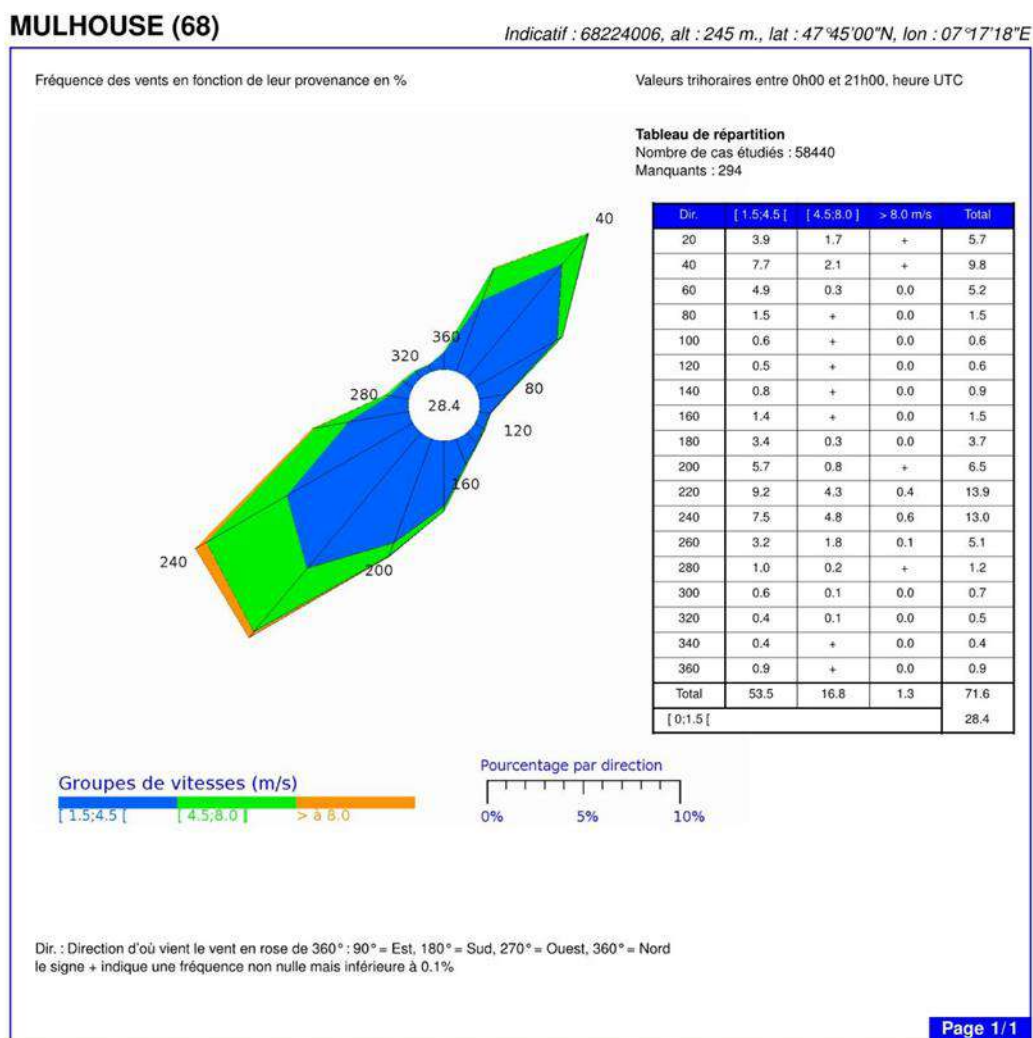 MULHOUSE (68)
Indicatif : 68224006, alt : 245 m., lat : 47°45'00"N, lon : 07°17'18"E
Fréquence des vents en fonction de leur provenance en %
Valeurs trihoraires entre 0h00 et 21h00, heure UTC
Tableau de répartition
Nombre de cas étudiés : 58440
Manquants : 294
40
360
320
280
28.4
80
120
160
240
200
Dir. [ 1.5;4.5 [ [ 4.5;8.0 ] > 8.0 m/s Total
20 3.9 1.7 + 5.7
40 7.7 2.1 + 9.8
60 4.9 0.3 0.0 5.2
80 1.5 + 0.0 1.5
100 0.6 + 0.0 0.6
120 0.5 + 0.0 0.6
140 0.8 + 0.0 0.9
160 1.4 + 0.0 1.5
180 3.4 0.3 0.0 3.7
200 5.7 0.8 + 6.5
220 9.2 4.3 0.4 13.9
240 7.5 4.8 0.6 13.0
260 3.2 1.8 0.1 5.1
280 1.0 0.2 + 1.2
300 0.6 0.1 0.0 0.7
320 0.4 0.1 0.0 0.5
340 0.4 + 0.0 0.4
360 0.9 + 0.0 0.9
Total 53.5 16.8 1.3 71.6
[ 0;1.5 [ 28.4
Groupes de vitesses (m/s)
[ 1.5;4.5 [ [ 4.5;8.0 ] > à 8.0
Pourcentage par direction
0% 5% 10%
Dir. : Direction d'où vient le vent en rose de 360° : 90° = Est, 180° = Sud, 270° = Ouest, 360° = Nord
le signe + indique une fréquence non nulle mais inférieure à 0.1%
Page 1/1